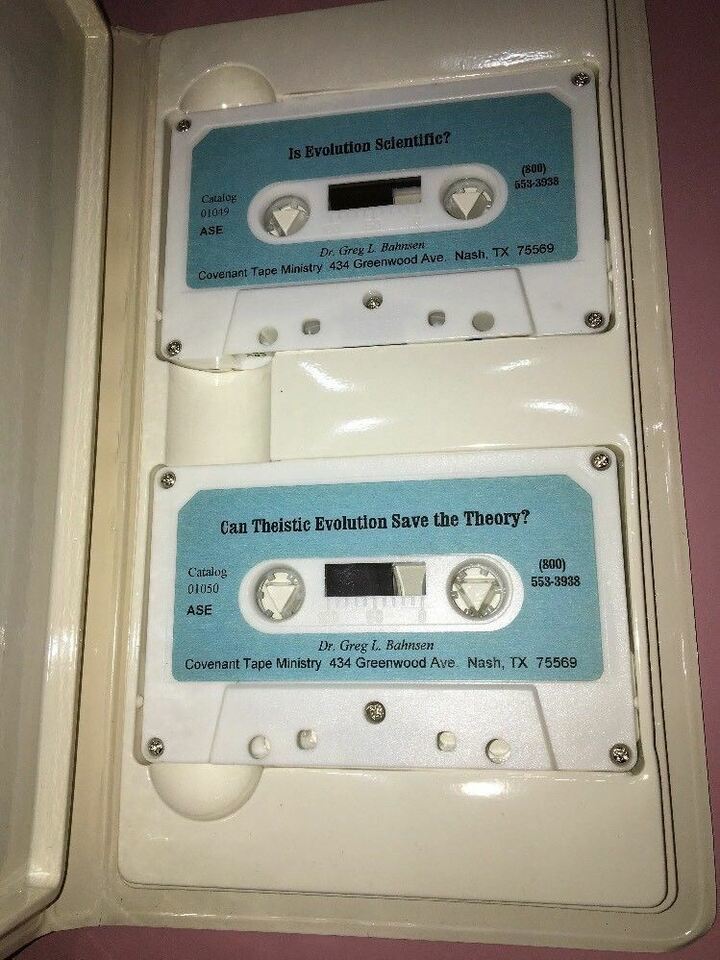 Is Evolution Scientific?
Catalog
01049
ASE
(800)
553-3938
Dr. Greg L. Bahnsen
Covenant Tape Ministry 434 Greenwood Ave. Nash, TX 75569
Can Theistic Evolution Save the Theory?
Catalog
01050
ASE
(800)
553-3938
Dr. Greg L. Bahnsen
Covenant Tape Ministry 434 Greenwood Ave. Nash, TX 75569